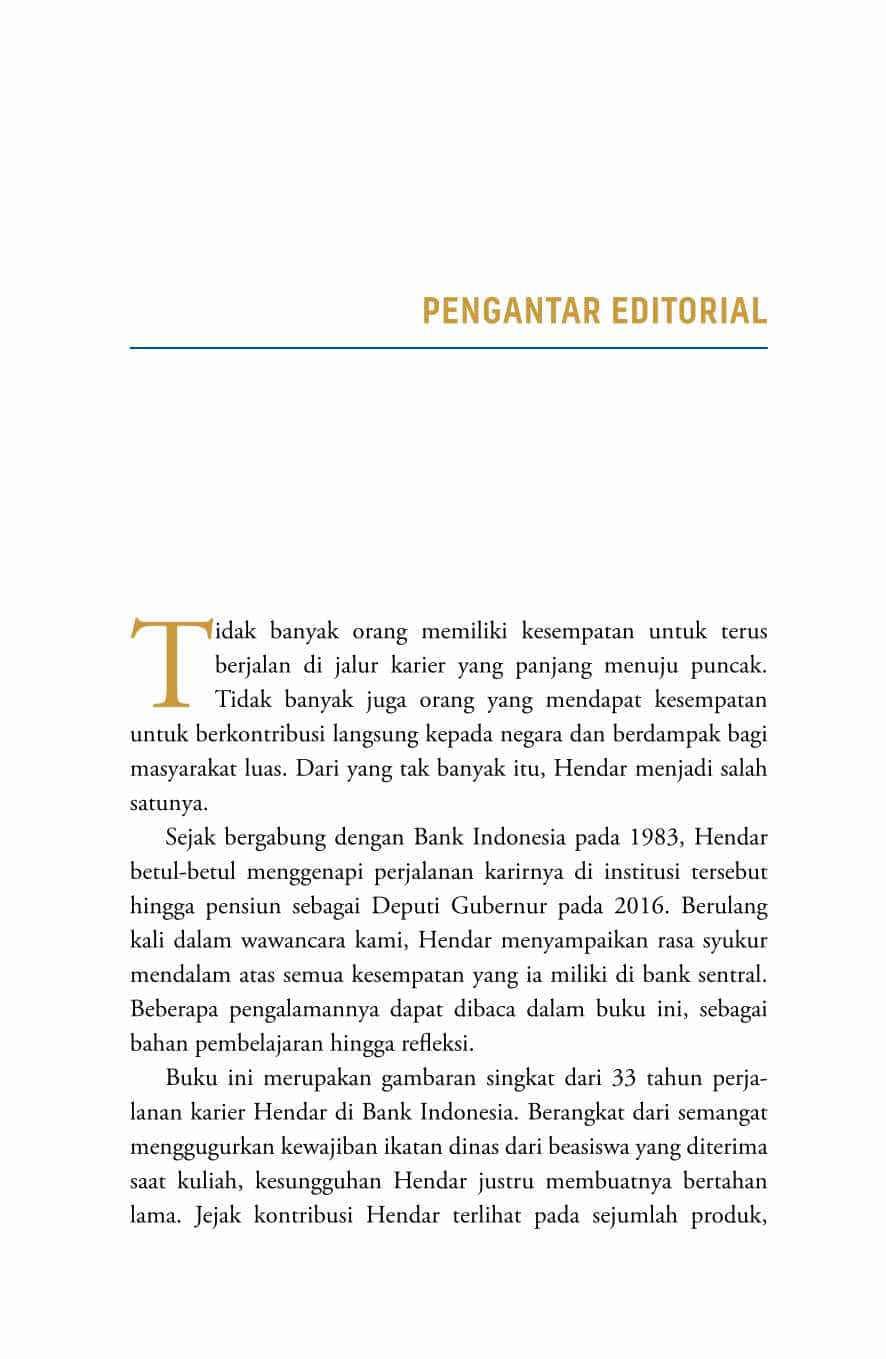 PENGANTAR EDITORIAL
Tidak banyak orang memiliki kesempatan untuk terus
berjalan di jalur karier yang panjang menuju puncak.
Tidak banyak juga orang yang mendapat kesempatan
untuk berkontribusi langsung kepada negara dan berdampak bagi
masyarakat luas. Dari yang tak banyak itu, Hendar menjadi salah
satunya.
Sejak bergabung dengan Bank Indonesia pada 1983, Hendar
betul-betul menggenapi perjalanan karirnya di institusi tersebut
hingga pensiun sebagai Deputi Gubernur pada 2016. Berulang
kali dalam wawancara kami, Hendar menyampaikan rasa syukur
mendalam atas semua kesempatan yang ia miliki di bank sentral.
Beberapa pengalamannya dapat dibaca dalam buku ini, sebagai
bahan pembelajaran hingga refleksi.
Buku ini merupakan gambaran singkat dari 33 tahun perja-
lanan karier Hendar di Bank Indonesia. Berangkat dari semangat
menggugurkan kewajiban ikatan dinas dari beasiswa yang diterima
saat kuliah, kesungguhan Hendar justru membuatnya bertahan
lama. Jejak kontribusi Hendar terlihat pada sejumlah produk,